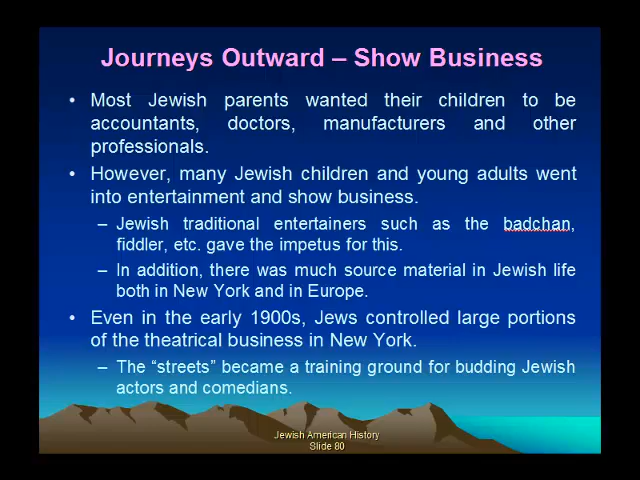 Journeys Outward – Show Business
• Most Jewish parents wanted their children to be
accountants, doctors, manufacturers and other
professionals.
• However, many Jewish children and young adults went
into entertainment and show business.
– Jewish traditional entertainers such as the badchan,
fiddler, etc. gave the impetus for this.
– In addition, there was much source material in Jewish life
both in New York and in Europe.
• Even in the early 1900s, Jews controlled large portions
of the theatrical business in New York.
– The “streets” became a training ground for budding Jewish
actors and comedians.
Jewish American History
Slide 80